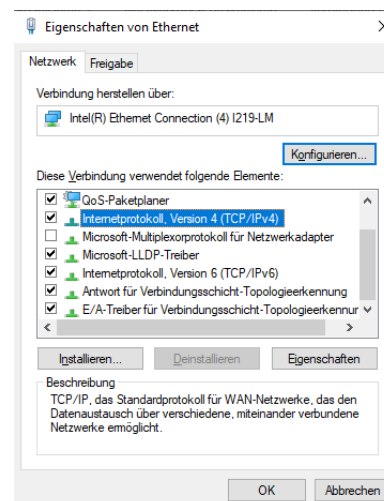 Eigenschaften von Ethernet
Netzwerk Freigabe
Verbindung herstellen über:
Intel(R) Ethernet Connection (4) I219-LM
Konfigurieren...
Diese Verbindung verwendet folgende Elemente:
QoS-Paketplaner
Internetprotokoll, Version 4 (TCP/IPv4)
Microsoft-Multiplexorprotokoll für Netzwerkadapter
Microsoft-LLDP-Treiber
Internetprotokoll, Version 6 (TCP/IPv6)
Antwort für Verbindungsschicht-Topologieerkennung
E/A-Treiber für Verbindungsschicht-Topologieerkennur
Installieren... Deinstallieren Eigenschaften
Beschreibung
TCP/IP, das Standardprotokoll für WAN-Netzwerke, das den
Datenaustausch über verschiedene, miteinander verbundene
Netzwerke ermöglicht.
OK Abbrechen